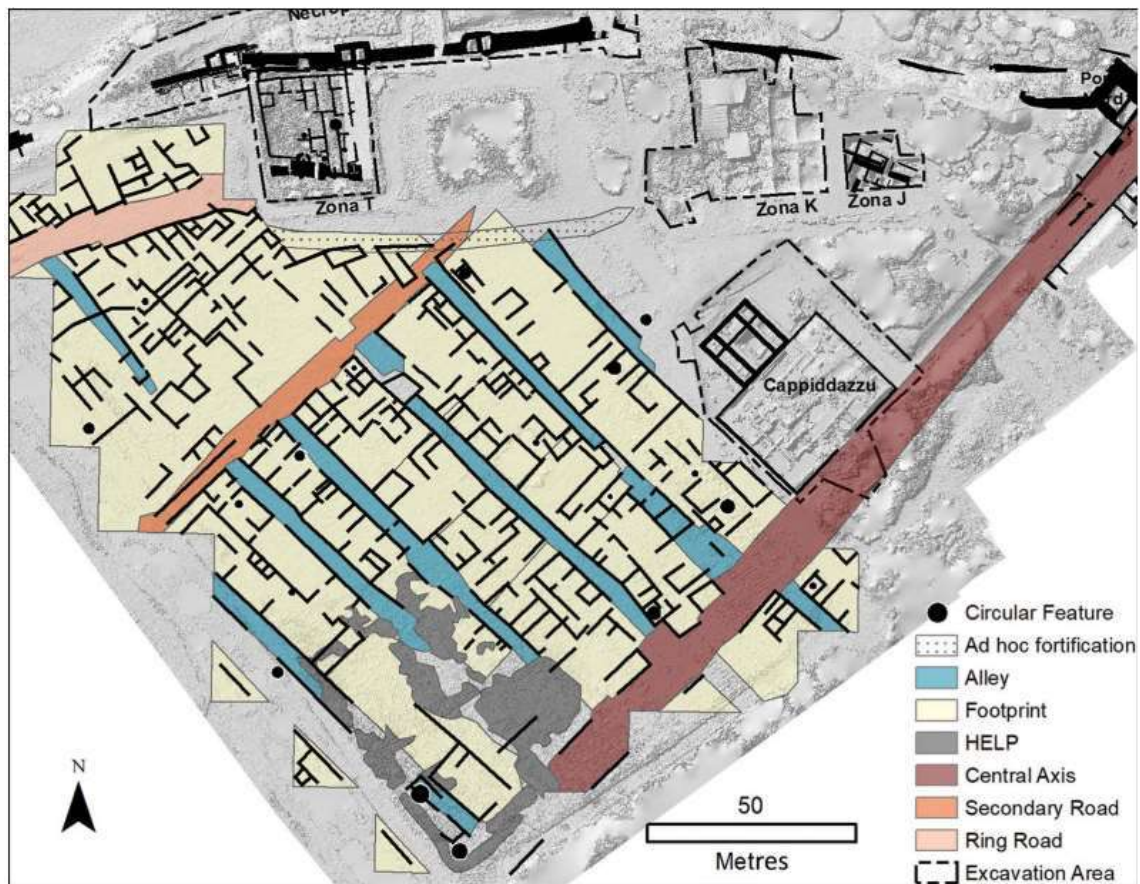 Zona T
Zona K
Zona J
Cappiddazzu
Circular Feature
Ad hoc fortification
Alley
Footprint
HELP
Central Axis
Secondary Road
Ring Road
Excavation Area
N
50
Metres